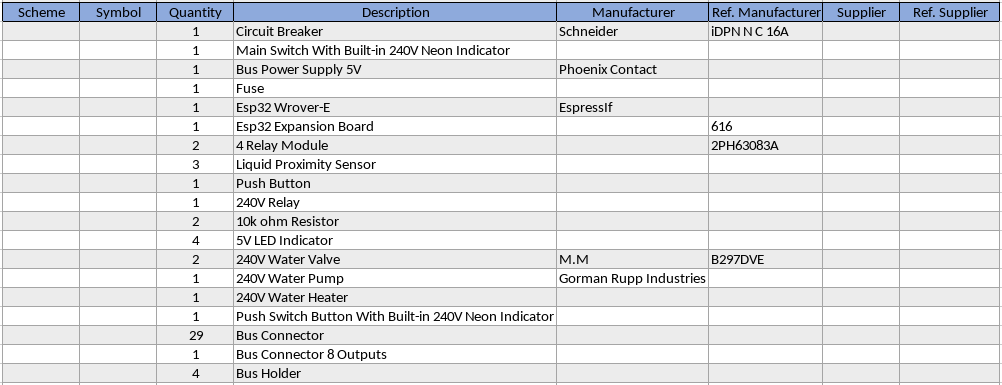 Scheme Symbol Quantity Description Manufacturer Ref. Manufacturer Supplier Ref. Supplier
1 Circuit Breaker Schneider iDPN N C 16A
1 Main Switch With Built-in 240V Neon Indicator
1 Bus Power Supply 5V Phoenix Contact
1 Fuse
1 Esp32 Wrover-E EspressIf
1 Esp32 Expansion Board 616
2 4 Relay Module 2PH63083A
3 Liquid Proximity Sensor
1 Push Button
1 240V Relay
2 10k ohm Resistor
4 5V LED Indicator
2 240V Water Valve M.M B297DVE
1 240V Water Pump Gorman Rupp Industries
1 240V Water Heater
1 Push Switch Button With Built-in 240V Neon Indicator
29 Bus Connector
1 Bus Connector 8 Outputs
4 Bus Holder